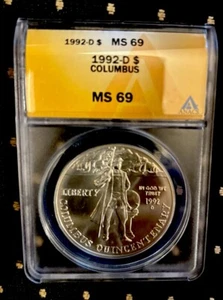 1992-D $ MS 69
1992-D $
COLUMBUS
MS 69
LIBERTY
IN GOD WE
TRUST
1992
D
COLUMBUS QUINCENTENARY